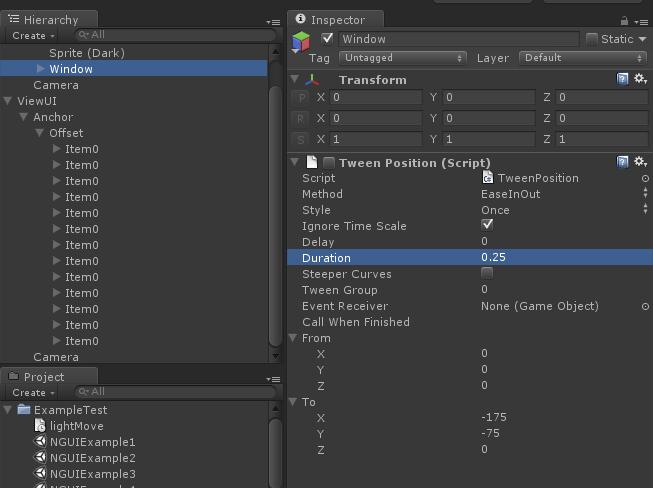 Hierarchy
Create
All
Sprite (Dark)
Window
Camera
ViewUI
Anchor
Offset
Item0
Item0
Item0
Item0
Item0
Item0
Item0
Item0
Item0
Item0
Item0
Item0
Item0
Camera
Project
Create
All
ExampleTest
lightMove
NGUIExample1
NGUIExample2
NGUIExample3
Inspector
Window
Static
Tag Untagged Layer Default
Transform
P X 0 Y 0 Z 0
R X 0 Y 0 Z 0
S X 1 Y 1 Z 1
Tween Position (Script)
Script TweenPosition
Method EaseInOut
Style Once
Ignore Time Scale
Delay 0
Duration 0.25
Steeper Curves
Tween Group 0
Event Receiver None (Game Object)
Call When Finished
From
X 0
Y 0
Z 0
To
X -175
Y -75
Z 0